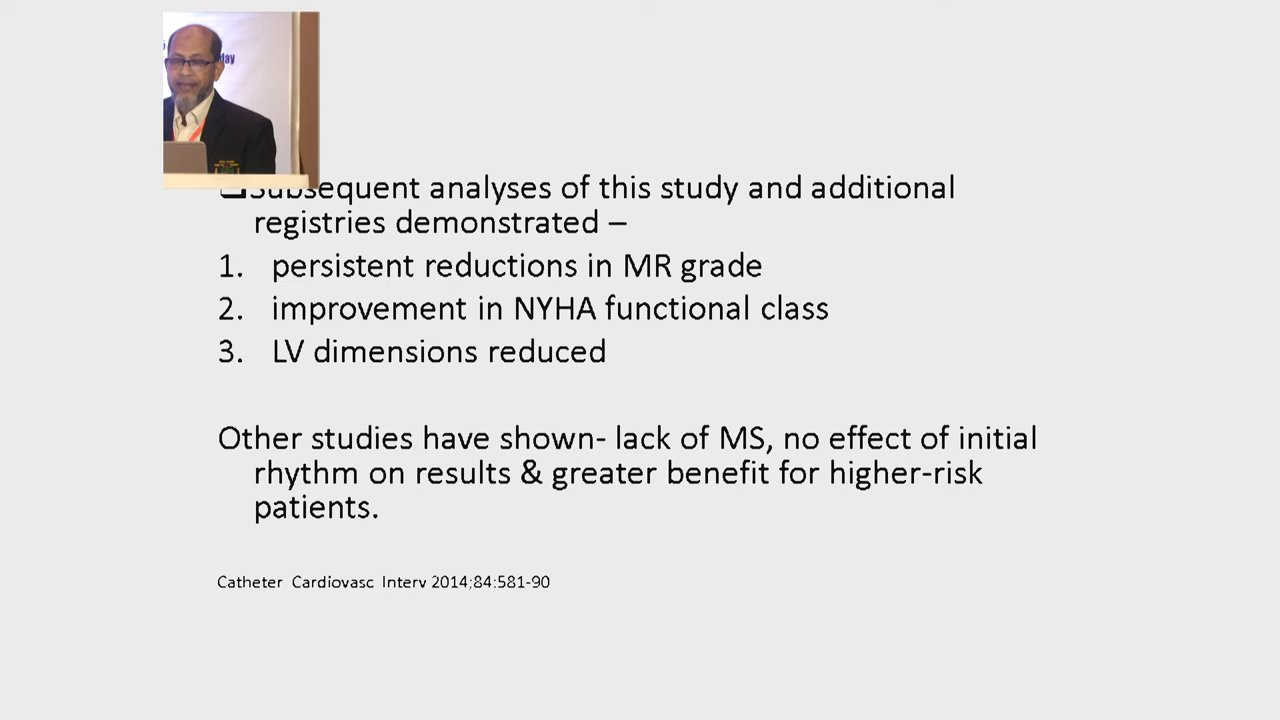 day
Subsequent analyses of this study and additional
registries demonstrated –
1. persistent reductions in MR grade
2. improvement in NYHA functional class
3. LV dimensions reduced
Other studies have shown- lack of MS, no effect of initial
rhythm on results & greater benefit for higher-risk
patients.
Catheter Cardiovasc Interv 2014;84:581-90